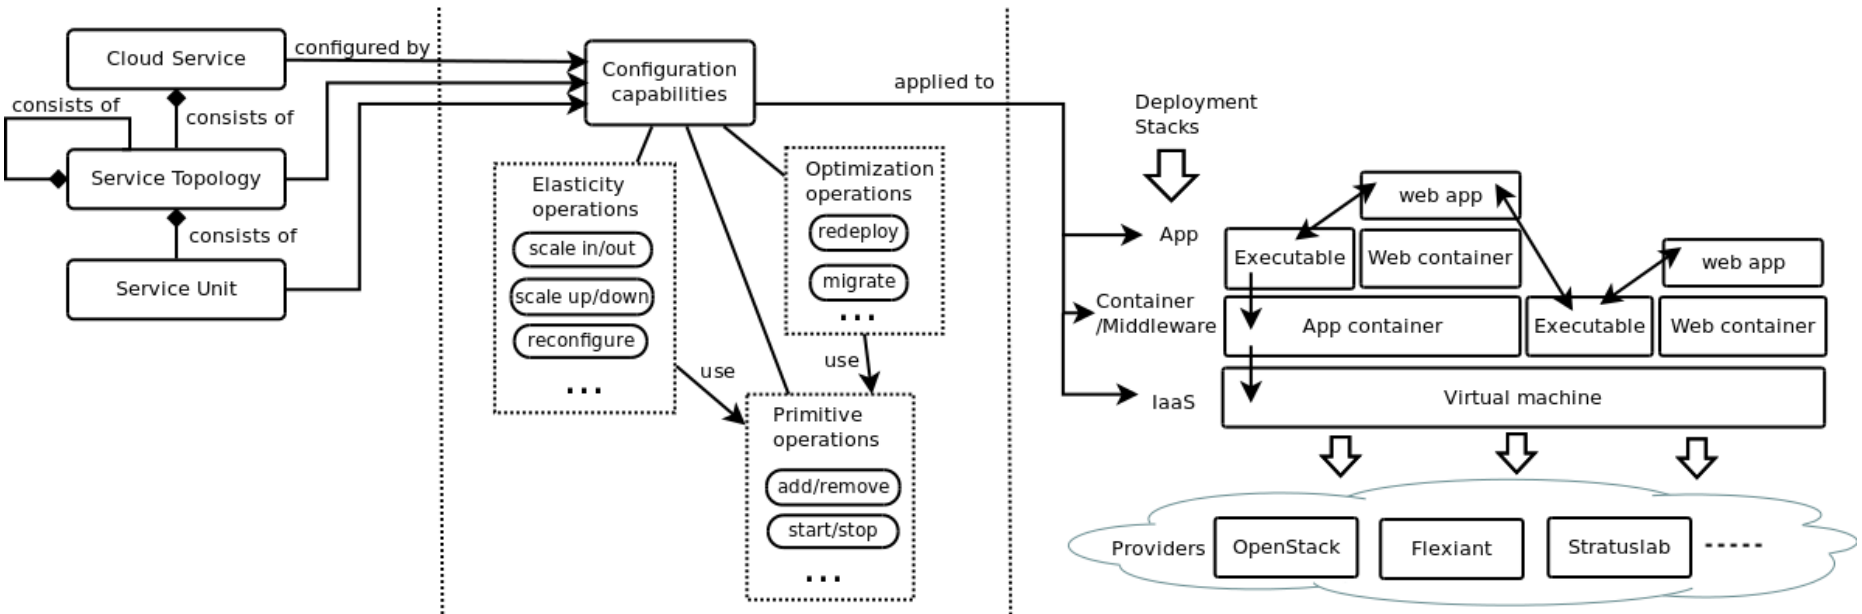 Cloud Service
configured by
consists of
consists of
Service Topology
consists of
Service Unit
Configuration
capabilities
applied to
Elasticity
operations
scale in/out
scale up/down
reconfigure
...
Optimization
operations
redeploy
migrate
...
use
use
Primitive
operations
add/remove
start/stop
...
Deployment
Stacks
App
Container
/Middleware
IaaS
web app
Executable
Web container
web app
App container
Executable
Web container
Virtual machine
Providers
OpenStack
Flexiant
Stratuslab
-----